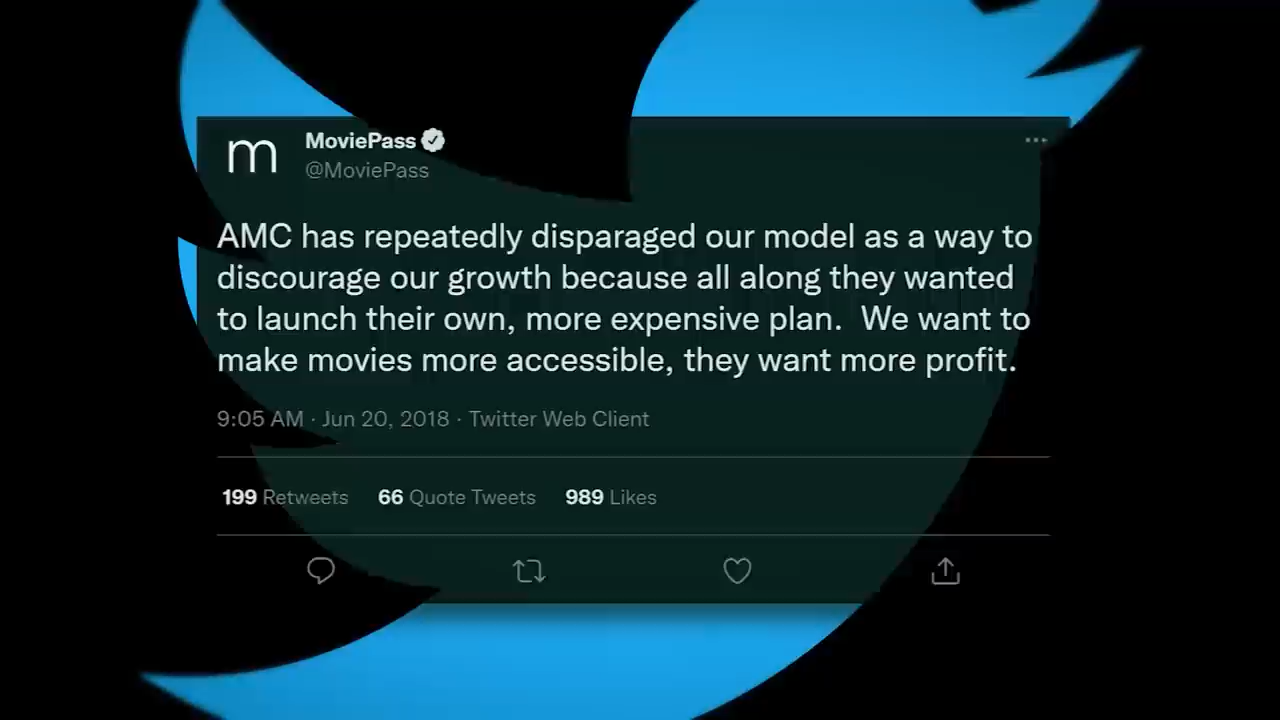 m
MoviePass
@MoviePass
AMC has repeatedly disparaged our model as a way to
discourage our growth because all along they wanted
to launch their own, more expensive plan.  We want to
make movies more accessible, they want more profit.
9:05 AM · Jun 20, 2018 · Twitter Web Client
199 Retweets 66 Quote Tweets 989 Likes